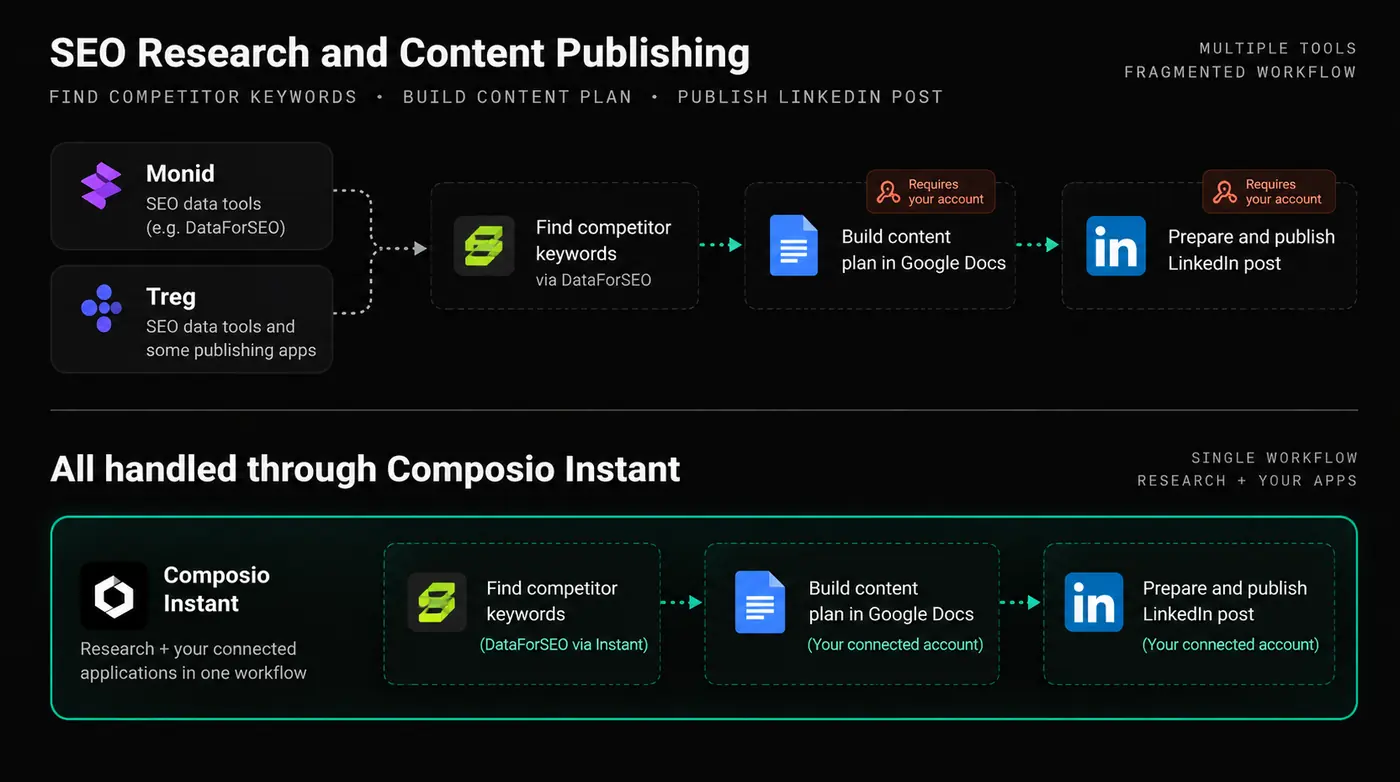 SEO Research and Content Publishing
MULTIPLE TOOLS
FRAGMENTED WORKFLOW
FIND COMPETITOR KEYWORDS • BUILD CONTENT PLAN • PUBLISH LINKEDIN POST
Monid
SEO data tools
(e.g. DataForSEO)
Treg
SEO data tools and
some publishing apps
Find competitor
keywords
via DataForSEO
Requires
your account
Build content
plan in Google Docs
Requires
your account
in
Prepare and publish
LinkedIn post
All handled through Composio Instant
SINGLE WORKFLOW
RESEARCH + YOUR APPS
Composio
Instant
Research + your connected
applications in one workflow
Find competitor
keywords
(DataForSEO via Instant)
Build content
plan in Google Docs
(Your connected account)
in
Prepare and publish
LinkedIn post
(Your connected account)